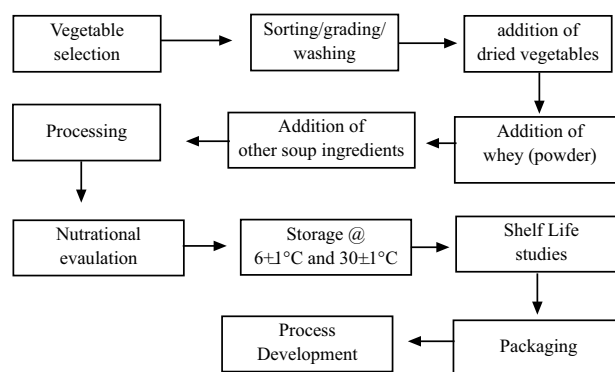 Vegetable
selection
Sorting/grading/
washing
addition of
dried vegetables
Addition of
whey (powder)
Addition of
other soup ingredients
Processing
Nutrational
evaulation
Storage @
6±1°C and 30±1°C
Shelf Life
studies
Packaging
Process
Development